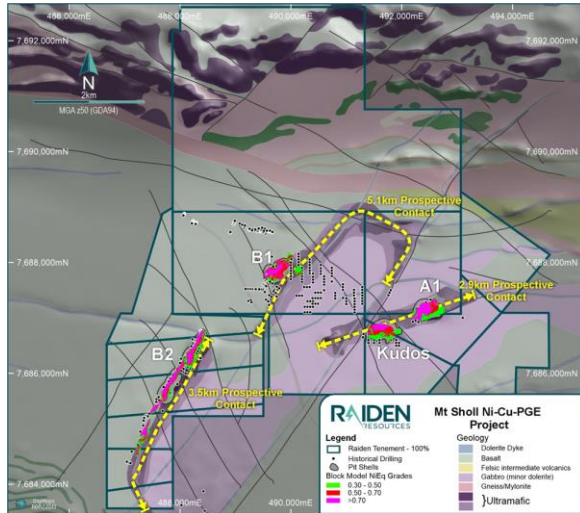 486,000mE 488,000mE 490,000mE 492,000mE 494,000mE
7,692,000mN 7,692,000mN
N
2km
MGA z50 (GDA94)
7,690,000mN 7,690,000mN
5.1km Prospective
Contact
7,688,000mN 7,688,000mN
B1
A1
2.9km Prospective
Contact
Kudos
B2
7,686,000mN 7,686,000mN
3.5km Prospective
Contact
7,684,000mN
488,000mE 490,000mE
RAIDEN
RESOURCES
Mt Sholl Ni-Cu-PGE
Project
Legend
Raiden Tenement - 100%
Historical Drilling
Pit Shells
Block Model NiEq Grades
0.30 - 0.50
0.50 - 0.70
>0.70
Geology
Dolerite Dyke
Basalt
Felsic intermediate volcanics
Gabbro (minor dolerite)
Gneiss/Mylonite
}Ultramafic